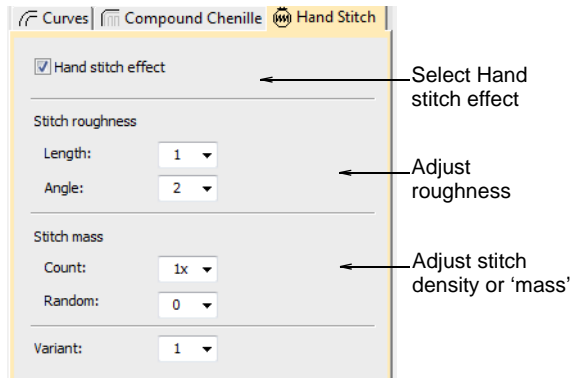 Curves Compound Chenille Hand Stitch
Hand stitch effect
Select Hand
stitch effect
Stitch roughness
Length: 1
Angle: 2
Adjust
roughness
Stitch mass
Count: 1x
Random: 0
Adjust stitch
density or ‘mass’
Variant: 1